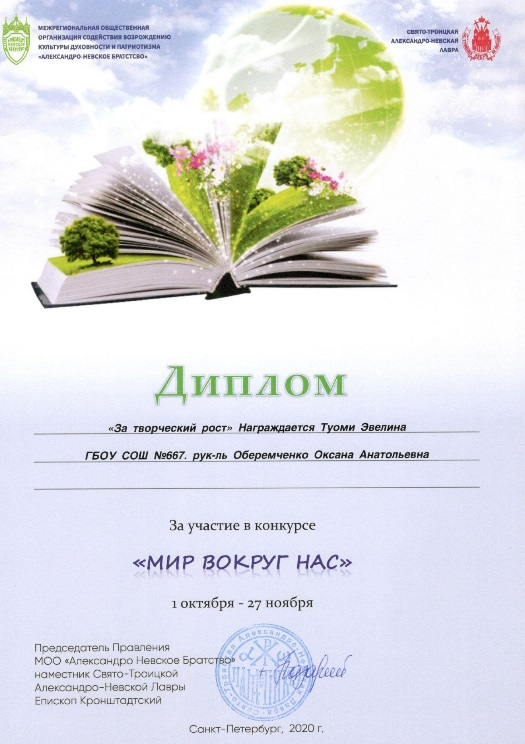 МЕЖРЕГИОНАЛЬНАЯ ОБЩЕСТВЕННАЯ
ОРГАНИЗАЦИЯ СОДЕЙСТВИЯ ВОЗРОЖДЕНИЮ
КУЛЬТУРЫ ДУХОВНОСТИ И ПАТРИОТИЗМА
«АЛЕКСАНДРО-НЕВСКОЕ БРАТСТВО»
СВЯТО-ТРОИЦКАЯ
АЛЕКСАНДРО-НЕВСКАЯ
ЛАВРА
Диплом
«За творческий рост» Награждается Туоми Эвелина
ГБОУ СОШ №667. рук-ль Оберемченко Оксана Анатольевна
За участие в конкурсе
«МИР ВОКРУГ НАС»
1 октября - 27 ноября
Председатель Правления
МОО «Александро Невское Братство»
наместник Свято-Троицкой
Александро-Невской Лавры
Епископ Кронштадтский
Санкт-Петербург, 2020 г.